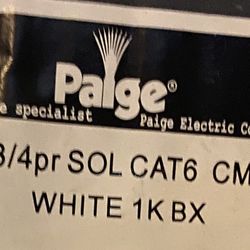 Paige®
e specialist
Paige Electric Co
3/4pr SOL CAT6 CM
WHITE 1K BX